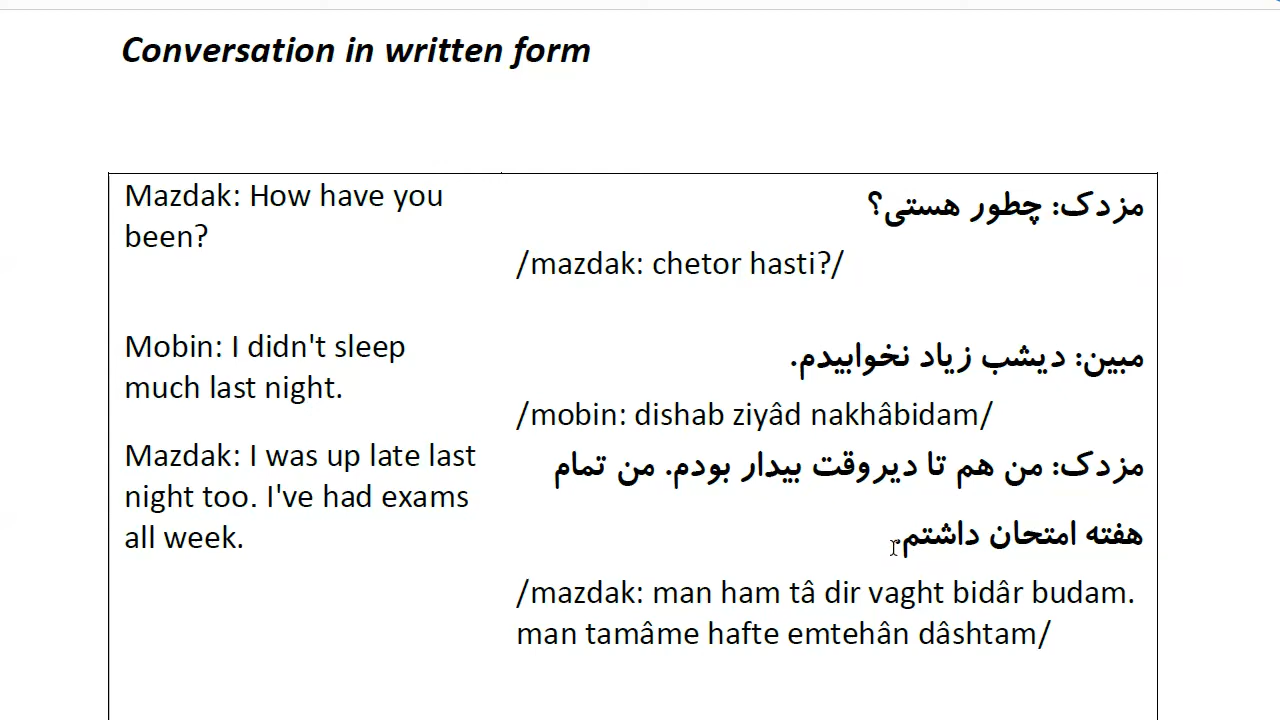 Conversation in written form
Mazdak: How have you
been?
مزدک: چطور هستی؟
/mazdak: chetor hasti?/
Mobin: I didn't sleep
much last night.
مبین: دیشب زیاد نخوابیدم.
/mobin: dishab ziyâd nakhâbidam/
Mazdak: I was up late last
night too. I've had exams
all week.
مزدک: من هم تا دیروقت بیدار بودم. من تمام
هفته امتحان داشتم.
/mazdak: man ham tâ dir vaght bidâr budam.
man tamâme hafte emtehân dâshtam/